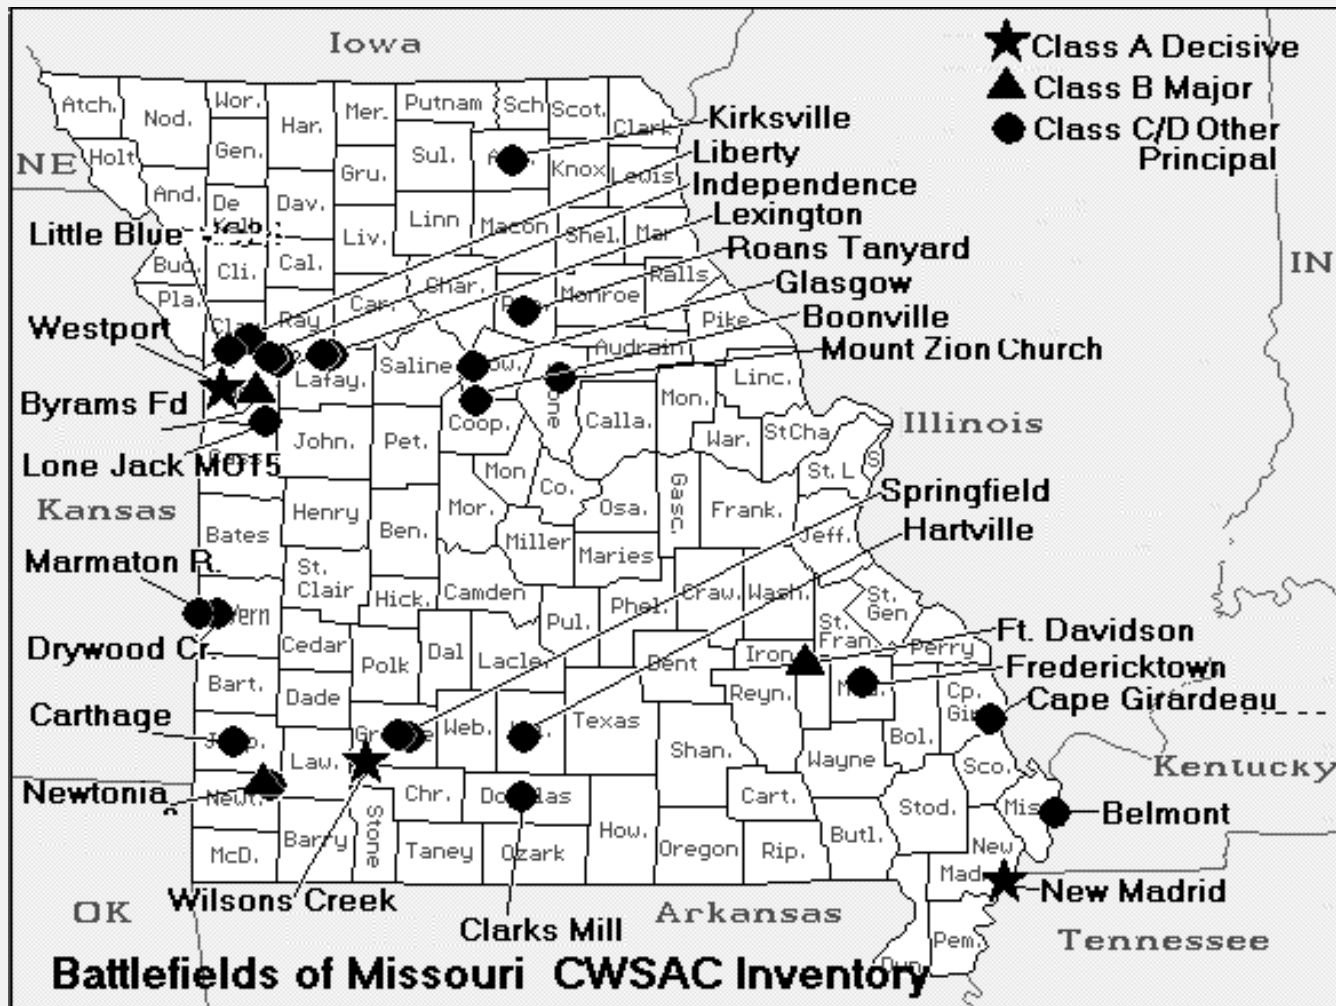 Iowa
Class A Decisive
Class B Major
Class C/D Other
Principal
Atch.
Nod.
Wor.
Har.
Mer.
Putnam
Sch
Scot.
Clark
Kirksville
NE
Holt
Gen.
Gru.
Sul.
Knox
Lewis
Liberty
And.
De
Kalb
Dav.
Liv.
Linn
Macon
Shel.
Mar
Independence
Lexington
Little Blue
Buc.
Cli.
Cal.
Roans Tanyard
IN
Pla.
Car.
Char.
Monroe
Ralls
Glasgow
Westport
Ray
Pike
Boonville
Saline
Audrain
Mount Zion Church
Lafay.
Linc.
Byrams Fd
Coop.
Calla.
Mon.
War.
StCha
Illinois
John.
Pet.
Lone Jack MO15
Mon
Co.
St.L
S
Kansas
Henry
Ben.
Mor.
Osa.
Gasc.
Frank.
Springfield
Bates
Miller
Maries
Jeff.
Hartville
Marmaton R.
St.
Clair
Hick.
Camden
Pul.
Phel.
Craw.
Wash.
St.
Gen
Vern
Drywood Cr.
Cedar
Polk
Dal
Lacle.
Dent
Iron
St.
Fran.
Perry
Ft. Davidson
Fredericktown
Bart.
Dade
Reyn.
Cp.
Gir
Cape Girardeau
Carthage
Web.
Texas
Shan.
Bol.
Law.
Wayne
Sco.
Kentucky
Newtonia
Newt.
Chr.
Douglas
Cart.
Stod.
Mis
Belmont
McD.
Barry
Stone
Taney
Ozark
How.
Oregon
Rip.
Butl.
New
Mad.
New Madrid
OK
Wilsons Creek
Clarks Mill
Arkansas
Pem.
Tennessee
Dun.
Battlefields of Missouri CWSAC Inventory